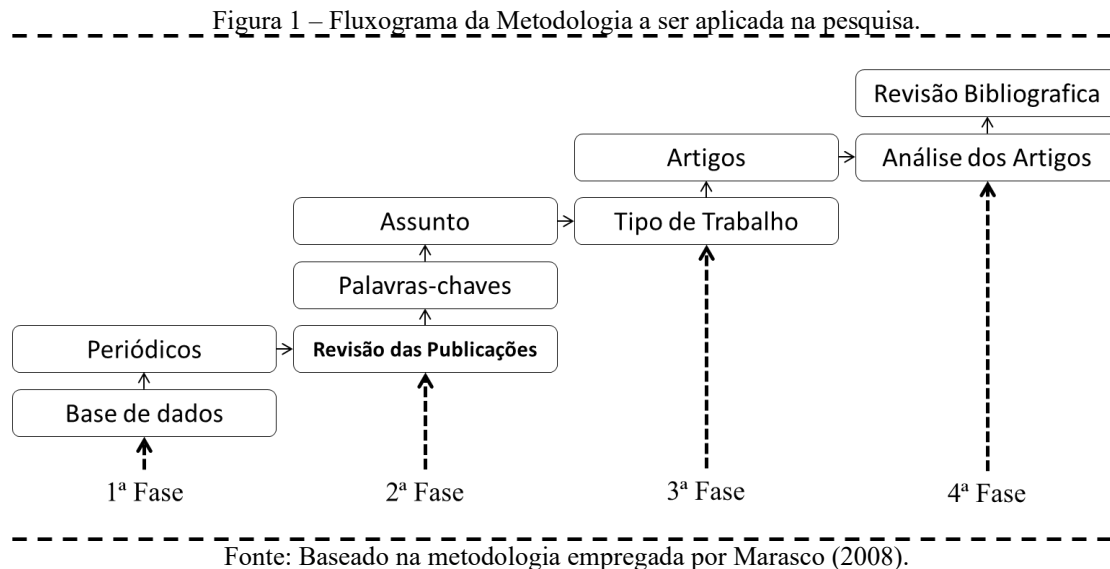 Figura 1 – Fluxograma da Metodologia a ser aplicada na pesquisa.
Revisão Bibliografica
Artigos
Análise dos Artigos
Assunto
Tipo de Trabalho
Palavras-chaves
Periódicos
Revisão das Publicações
Base de dados
1ª Fase
2ª Fase
3ª Fase
4ª Fase
Fonte: Baseado na metodologia empregada por Marasco (2008).